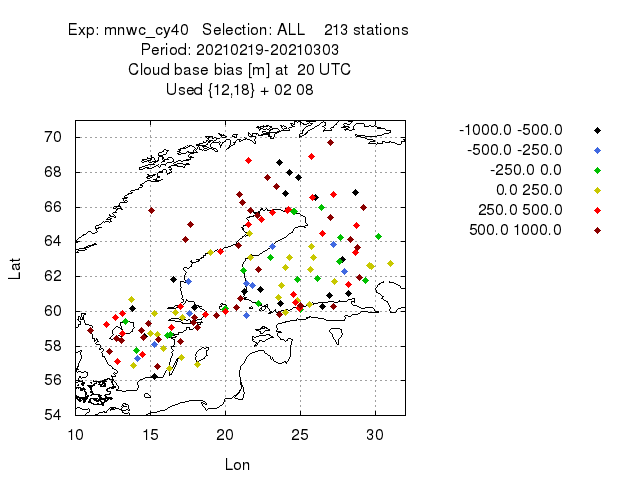 Exp: mnwc_cy40 Selection: ALL 213 stations
Period: 20210219-20210303
Cloud base bias [m] at 20 UTC
Used {12,18} + 02 08
-1000.0 -500.0
-500.0 -250.0
-250.0 0.0
0.0 250.0
250.0 500.0
500.0 1000.0
Lat
70
68
66
64
62
60
58
56
54
10 15 20 25 30
Lon